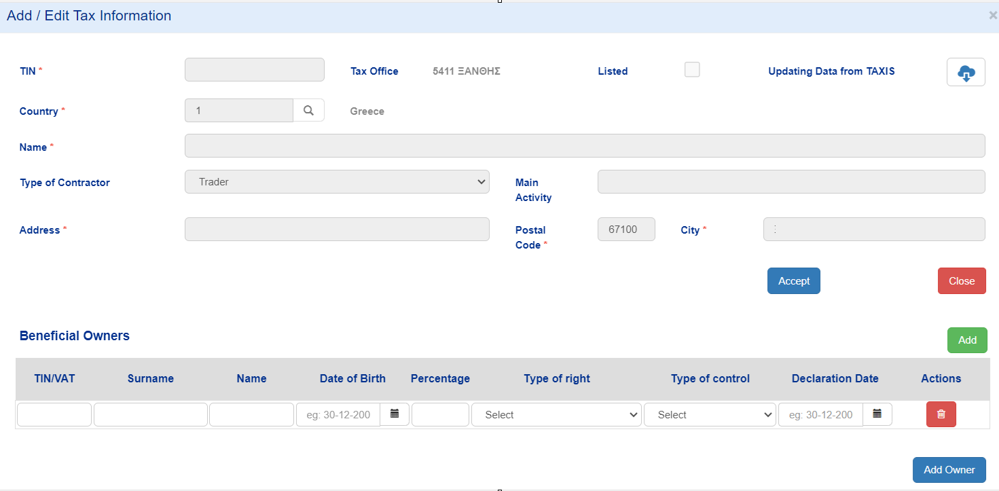 Add / Edit Tax Information ×
TIN * Tax Office 5411 ΞΑΝΘΗΣ Listed Updating Data from TAXIS
Country * 1 Greece
Name *
Type of Contractor Trader Main
Activity
Address * Postal 67100 City * :
Code *
Accept Close
Beneficial Owners Add
TIN/VAT Surname Name Date of Birth Percentage Type of right Type of control Declaration Date Actions
eg: 30-12-200 Select Select eg: 30-12-200
Add Owner